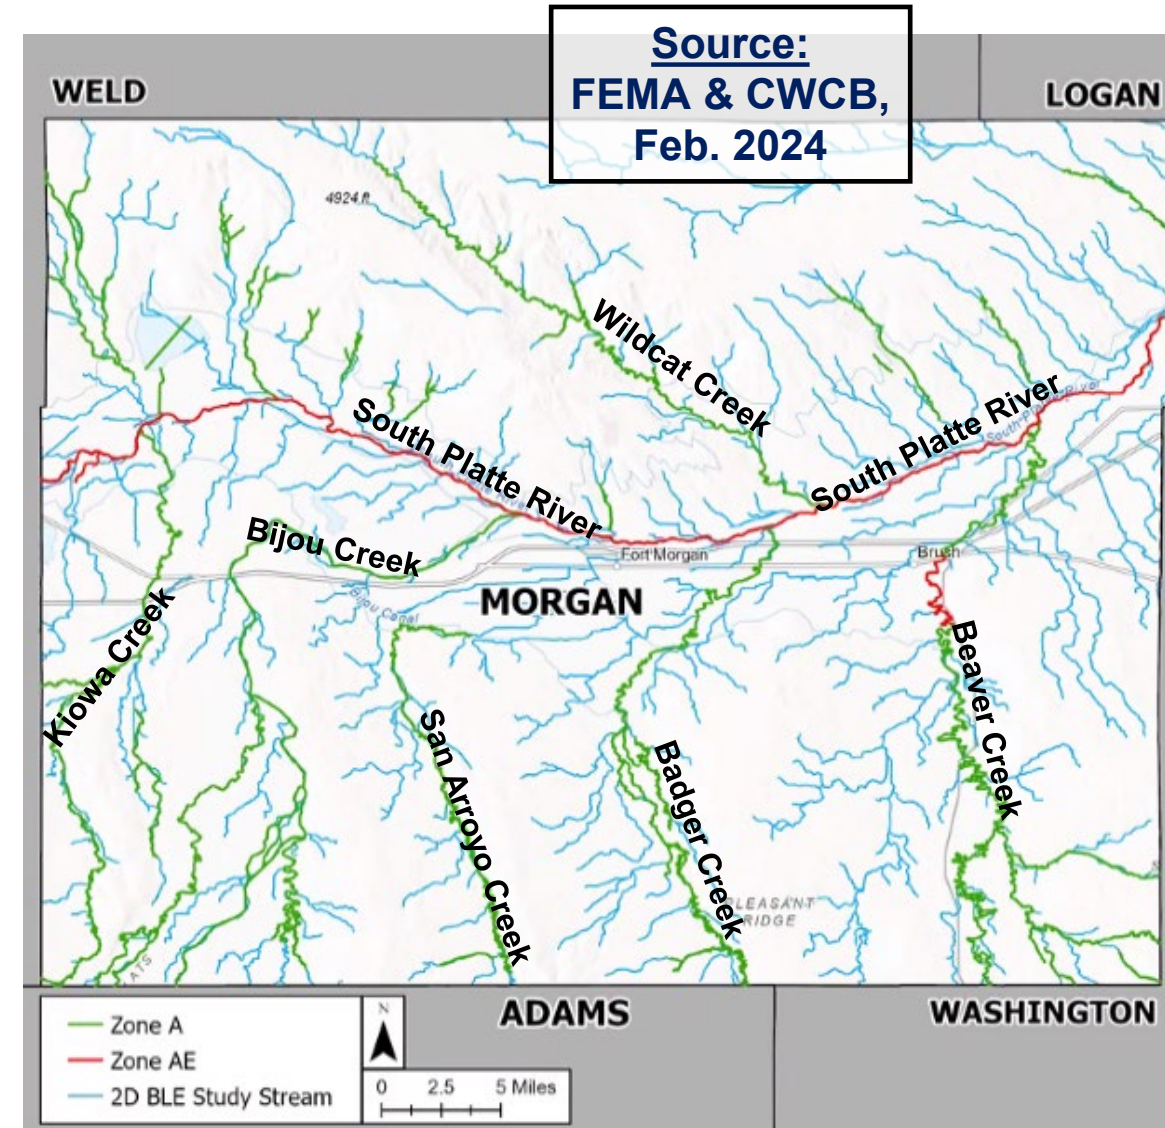 Source:
FEMA & CWCB,
Feb. 2024
WELD
LOGAN
4924 ft
Wildcat Creek
South Platte River
South Platte River
Bijou Creek
Fort Morgan
Brush
Bijou Canal
MORGAN
Kiowa Creek
Beaver Creek
San Arroyo Creek
Badger Creek
RIDGE
ATS
ADAMS
WASHINGTON
Zone A
Zone AE
2D BLE Study Stream
N
0 2.5 5 Miles